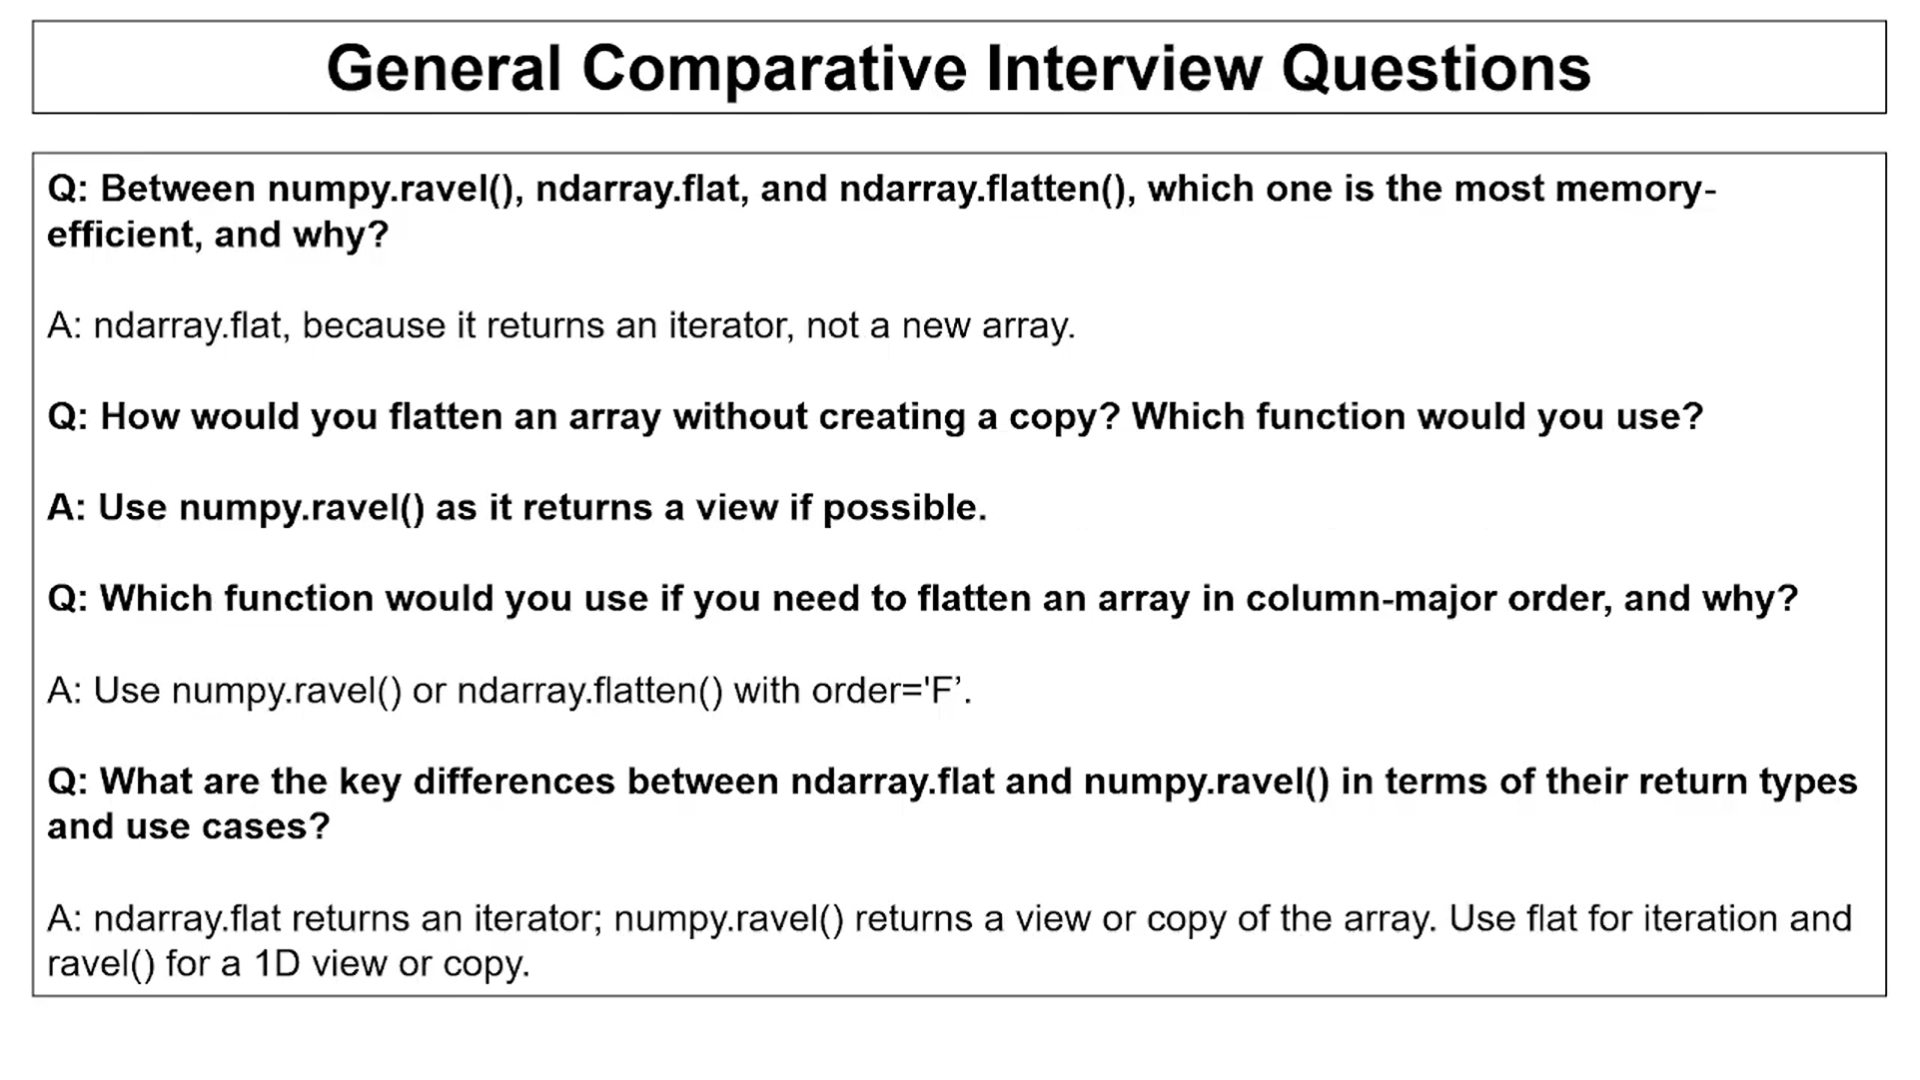 General Comparative Interview Questions
Q: Between numpy.ravel(), ndarray.flat, and ndarray.flatten(), which one is the most memory-
efficient, and why?
A: ndarray.flat, because it returns an iterator, not a new array.
Q: How would you flatten an array without creating a copy? Which function would you use?
A: Use numpy.ravel() as it returns a view if possible.
Q: Which function would you use if you need to flatten an array in column-major order, and why?
A: Use numpy.ravel() or ndarray.flatten() with order='F’.
Q: What are the key differences between ndarray.flat and numpy.ravel() in terms of their return types
and use cases?
A: ndarray.flat returns an iterator; numpy.ravel() returns a view or copy of the array. Use flat for iteration and
ravel() for a 1D view or copy.